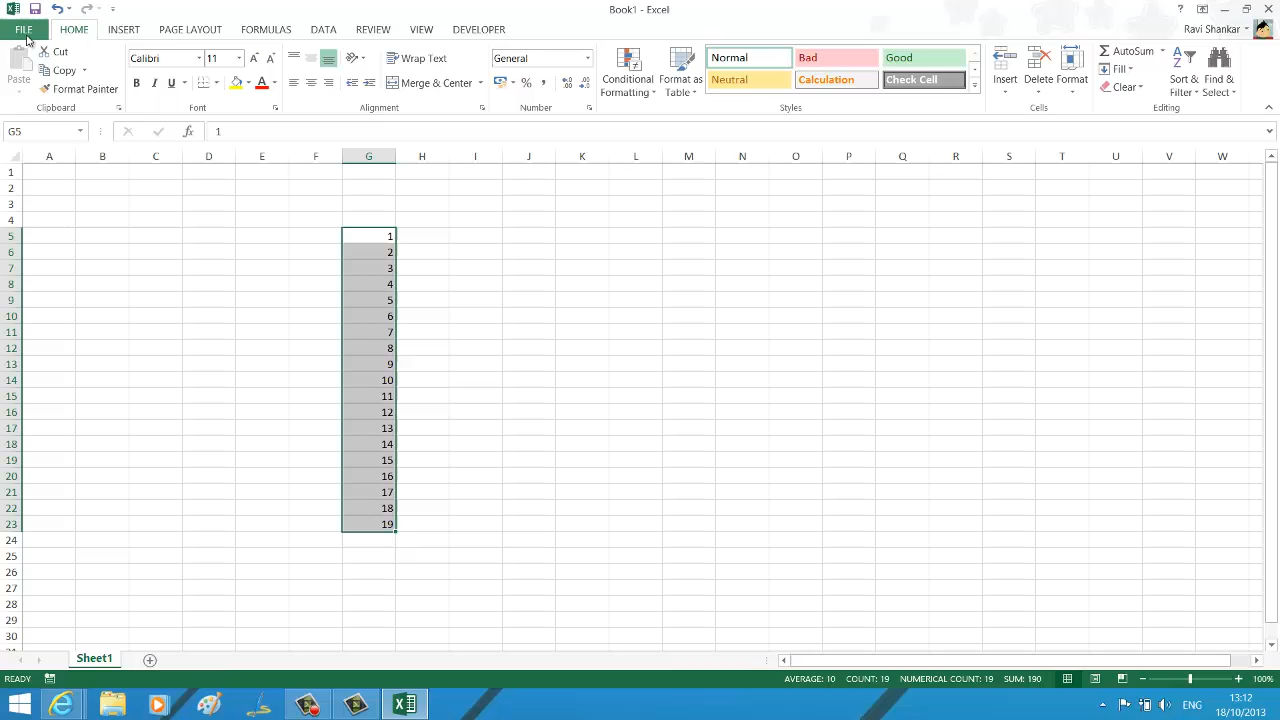 Book1 - Excel
FILE HOME INSERT PAGE LAYOUT FORMULAS DATA REVIEW VIEW DEVELOPER Ravi Shankar
Paste
Cut
Copy
Format Painter
Clipboard
Calibri 11
B I U
Font
Wrap Text
Merge & Center
Alignment
General
%
Number
Conditional Formatting
Format as Table
Normal Bad Good
Neutral Calculation Check Cell
Styles
Insert Delete Format
Cells
AutoSum
Fill
Clear
Sort & Filter
Find & Select
Editing
G5 fx 1
A B C D E F G H I J K L M N O P Q R S T U V W
1
2
3
4
5 1
6 2
7 3
8 4
9 5
10 6
11 7
12 8
13 9
14 10
15 11
16 12
17 13
18 14
19 15
20 16
21 17
22 18
23 19
24
25
26
27
28
29
30
Sheet1
READY AVERAGE: 10 COUNT: 19 NUMERICAL COUNT: 19 SUM: 190 100%
ENG 13:12
18/10/2013